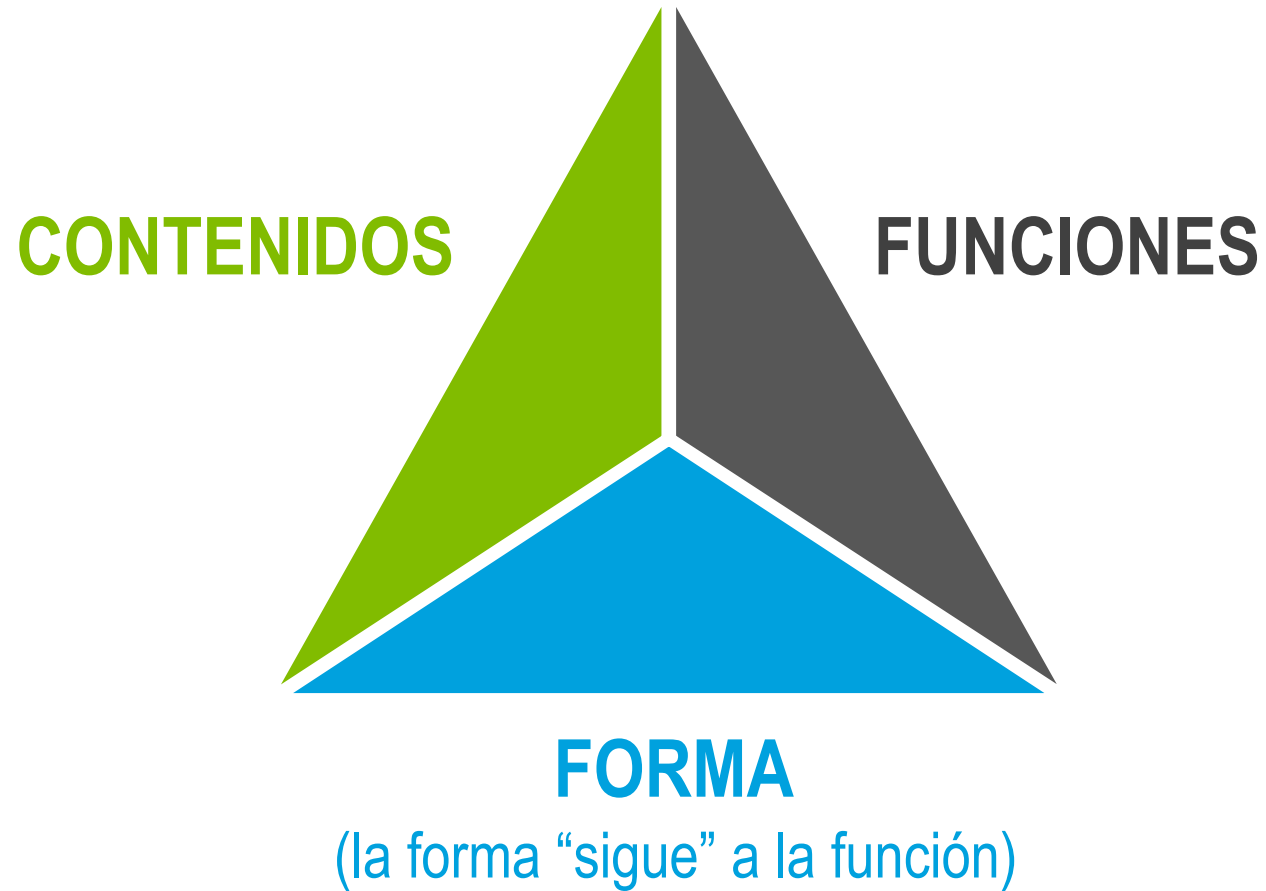 CONTENIDOS
FUNCIONES
FORMA
(la forma “sigue” a la función)